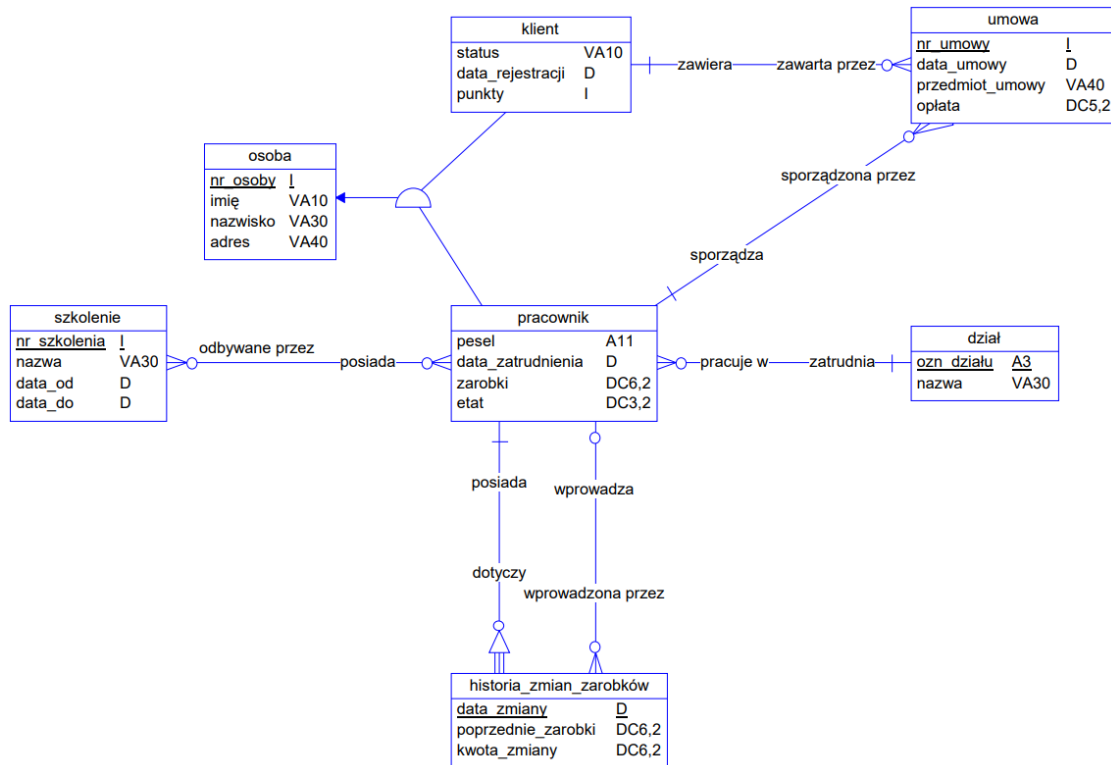 klient
status VA10
data_rejestracji D
punkty I
zawiera
zawarta przez
umowa
nr_umowy I
data_umowy D
przedmiot_umowy VA40
opłata DC5,2
osoba
nr_osoby I
imię VA10
nazwisko VA30
adres VA40
sporządzona przez
sporządza
szkolenie
nr_szkolenia I
nazwa VA30
data_od D
data_do D
odbywane przez
posiada
pracownik
pesel A11
data_zatrudnienia D
zarobki DC6,2
etat DC3,2
pracuje w
zatrudnia
dział
ozn_działu A3
nazwa VA30
posiada
wprowadza
dotyczy
wprowadzona przez
historia_zmian_zarobków
data_zmiany D
poprzednie_zarobki DC6,2
kwota_zmiany DC6,2